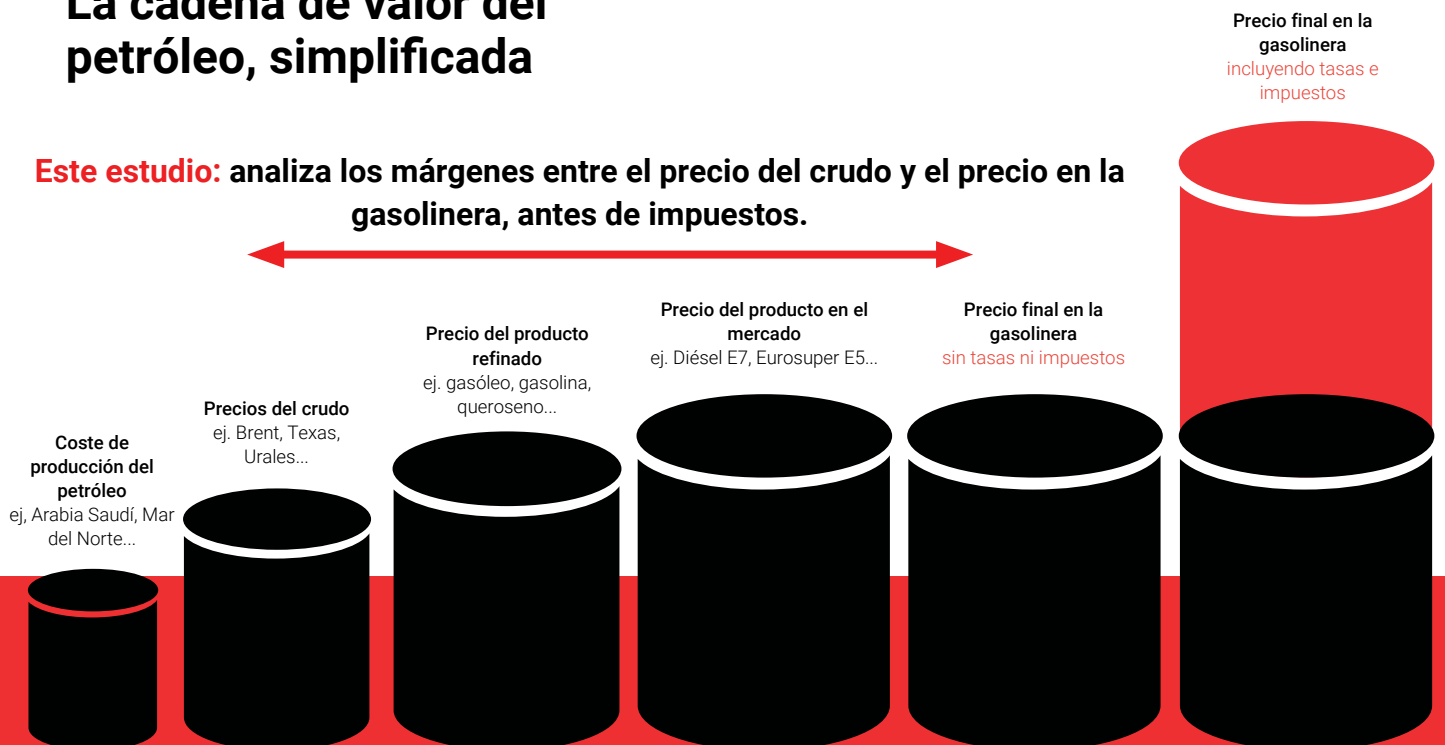 La cadena de valor del
petróleo, simplificada
Este estudio: analiza los márgenes entre el precio del crudo y el precio en la
gasolinera, antes de impuestos.
Coste de
producción del
petróleo
ej, Arabia Saudí, Mar
del Norte...
Precios del crudo
ej. Brent, Texas,
Urales...
Precio del producto
refinado
ej. gasóleo, gasolina,
queroseno...
Precio del producto en el
mercado
ej. Diésel E7, Eurosuper E5...
Precio final en la
gasolinera
sin tasas ni impuestos
Precio final en la
gasolinera
incluyendo tasas e
impuestos